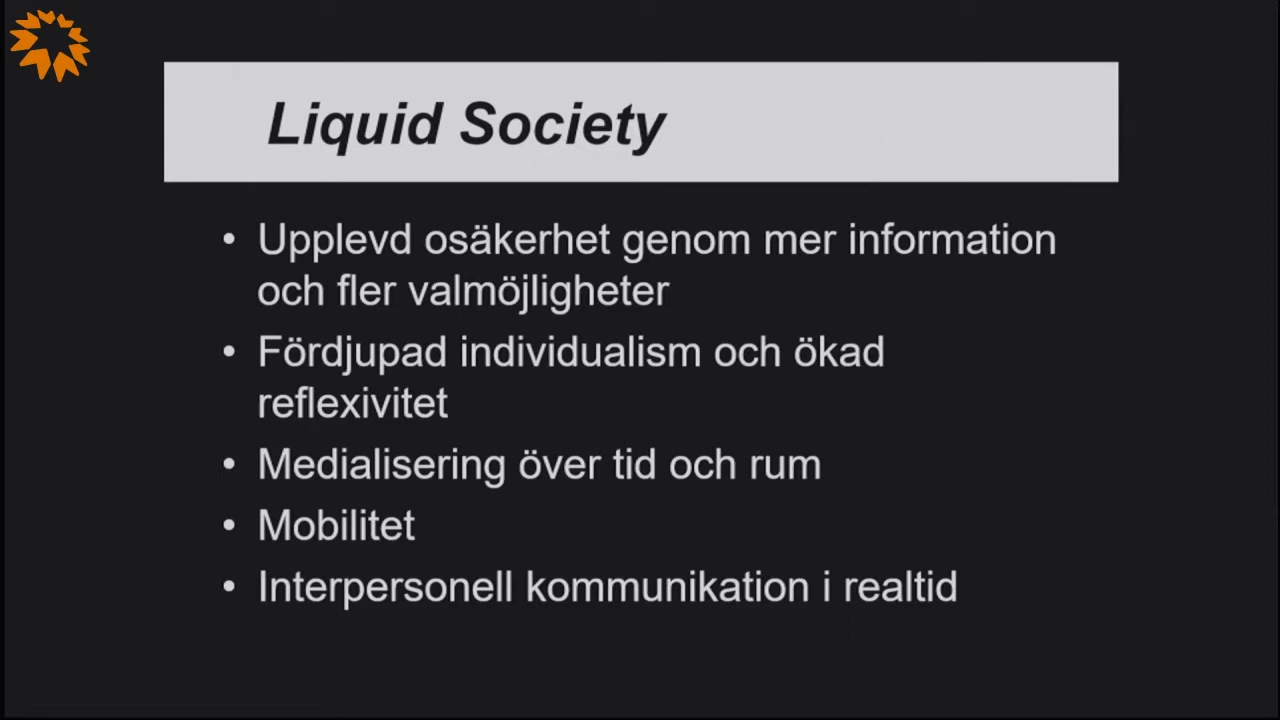 Liquid Society
• Upplevd osäkerhet genom mer information
och fler valmöjligheter
• Fördjupad individualism och ökad
reflexivitet
• Medialisering över tid och rum
• Mobilitet
• Interpersonell kommunikation i realtid